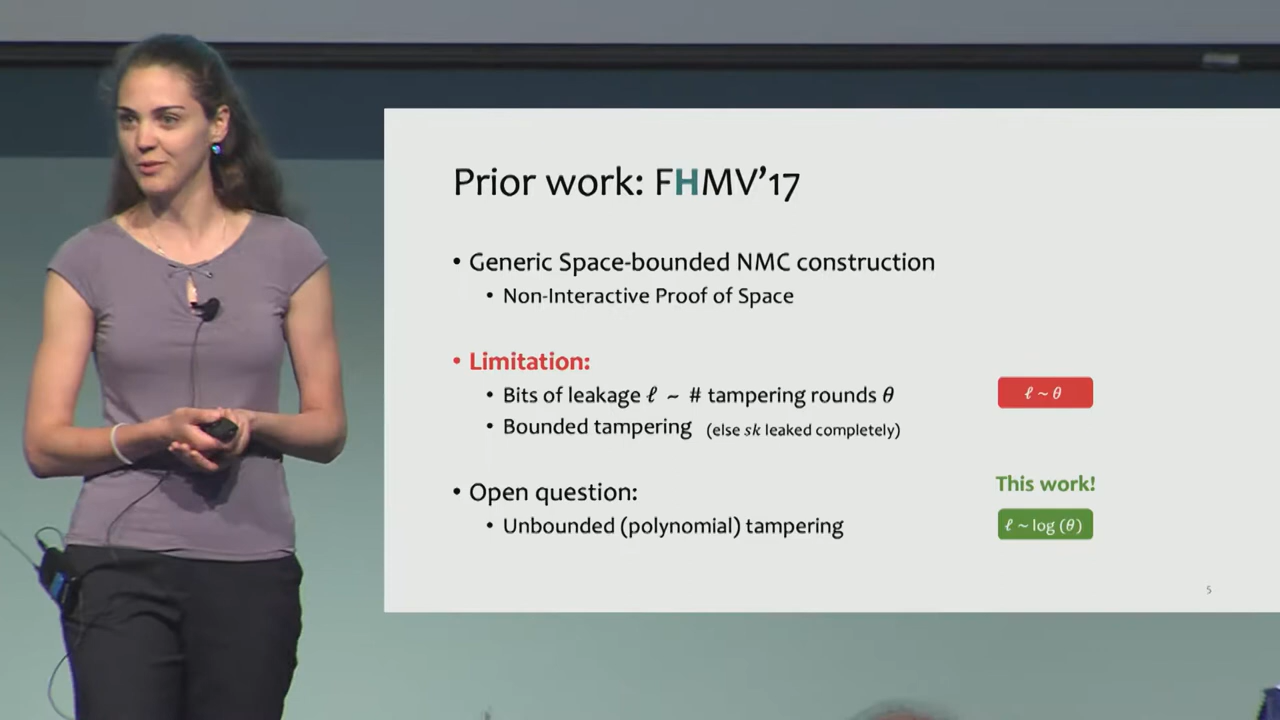 Prior work: FHMV'17
• Generic Space-bounded NMC construction
• Non-Interactive Proof of Space
• Limitation:
• Bits of leakage ℓ ~ # tampering rounds θ
ℓ ~ θ
• Bounded tampering (else sk leaked completely)
• Open question:
This work!
• Unbounded (polynomial) tampering
ℓ ~ log (θ)
5